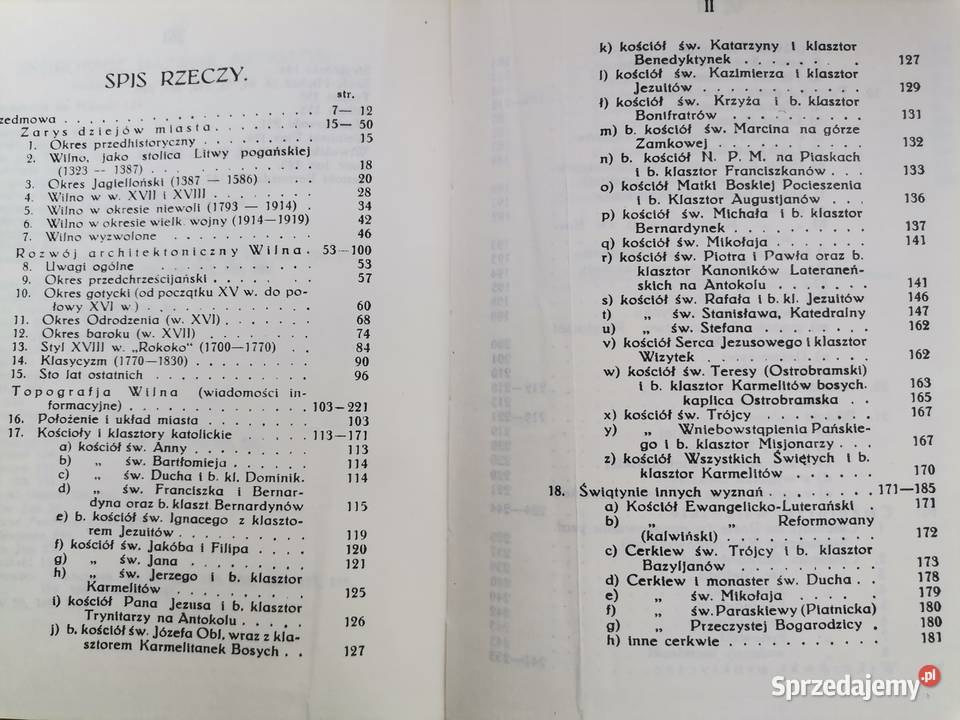 SPIS RZECZY.
str.
zedmowa . . . . . . . . . . . . . . 7— 12
Zarys dziejów miasta . . . . . . . . 15— 50
1. Okres przedhistoryczny . . . . . . . . 15
2. Wilno, jako stolica Litwy pogańskiej
(1323 — 1387) . . . . . . . . . . . 18
3. Okres Jagielloński (1387 — 1586) . . . . 20
4. Wilno w w. XVII i XVIII . . . . . . . 28
5. Wilno w okresie niewoli (1793 — 1914) . 34
6. Wilno w okresie wielk. wojny (1914—1919) 42
7. Wilno wyzwolone . . . . . . . . . . 46
Rozwój architektoniczny Wilna. 53—100
8. Uwagi ogólne . . . . . . . . . . . 53
9. Okres przedchrześcijański . . . . . . . 57
10. Okres gotycki (od początku XV w. do po-
łowy XVI w) . . . . . . . . . . . . 60
11. Okres Odrodzenia (w. XVI) . . . . . . . 68
12. Okres baroku (w. XVII) . . . . . . . . 74
13. Styl XVIII w. „Rokoko" (1700—1770) . . 84
14. Klasycyzm (1770—1830) . . . . . . . . 90
15. Sto lat ostatnich . . . . . . . . . . . 96
Topografja Wilna (wiadomości in-
formacyjne) . . . . . . . . . . . . . 103—221
16. Położenie i układ miasta . . . . . . . . 103
17. Kościoły i klasztory katolickie . . . . . 113—171
a) kościół św. Anny . . . . . . . . . 113
b) „ św. Bartłomieja . . . . . . 114
c) „ św. Ducha i b. kl. Dominik. 114
d) „ św. Franciszka i Bernar-
dyna oraz b. klaszt Bernardynów 115
e) b. kościół św. Ignacego z klaszto-
rem Jezuitów . . . . . . . . . . . 119
f) kościół św. Jakóba i Filipa . . . . 120
g) „ św. Jana . . . . . . . . . 121
h) „ św. Jerzego i b. klasztor
Karmelitów . . . . . . . . . . . 125
i) kościół Pana Jezusa i b. klasztor
Trynitarzy na Antokolu . . . . . . 126
j) b. kościół św. Józefa Obl. wraz z kla-
sztorem Karmelitanek Bosych . . 127
II
k) kościół św. Katarzyny i klasztor
Benedyktynek . . . . . . . . . 127
l) kościół św. Kazimierza i klasztor
Jezuitów . . . . . . . . . . . . 129
ł) kościół św. Krzyża i b. klasztor
Bonifratrów . . . . . . . . . . 131
m) b. kościół św. Marcina na górze
Zamkowej . . . . . . . . . . . 132
n) b. kościół N. P. M. na Piaskach
i b. klasztor Franciszkanów . . . 133
o) kościół Matki Boskiej Pocieszenia
i b. Klasztor Augustjanów . . . 136
p) kościół św. Michała i b. klasztor
Bernardynek . . . . . . . . . . 137
q) kościół św. Mikołaja . . . . . . 141
r) kościół św. Piotra i Pawła oraz b.
klasztor Kanoników Laterańeń-
skich na Antokolu . . . . . . . 141
s) kościół św. Rafała i b. kl. Jezuitów 146
t) „ św. Stanisława, Katedralny 147
u) „ św. Stefana . . . . . . . 162
v) kościół Serca Jezusowego i klasztor
Wizytek . . . . . . . . . . . . 162
w) kościół św. Teresy (Ostrobramski)
i b. klasztor Karmelitów bosych. 163
kaplica Ostrobramska . . 165
x) kościół św. Trójcy . . . . . . . . 167
y) „ Wniebowstąpienia Pańskie-
go i b. klasztor Misjonarzy . . . 167
z) kościół Wszystkich Świętych i b.
klasztor Karmelitów . . . . . . . 170
18. Świątynie innych wyznań . . . . . . . . 171—185
a) Kościół Ewangelicko-Luterański . 171
b) „ „ Reformowany
(kalwiński) . . . . . . . . . . . 172
c) Cerkiew św. Trójcy i b. klasztor
Bazyljanów . . . . . . . . . . . 173
d) Cerkiew i monaster św. Ducha . . 178
e) „ św. Mikołaja . . . . . 179
f) „ św. Paraskiewy (Piatnicka) 180
g) „ Przeczystej Bogarodzicy . 180
h) inne cerkwie . . . . . . . . . . 181
Sprzedajemy.pl